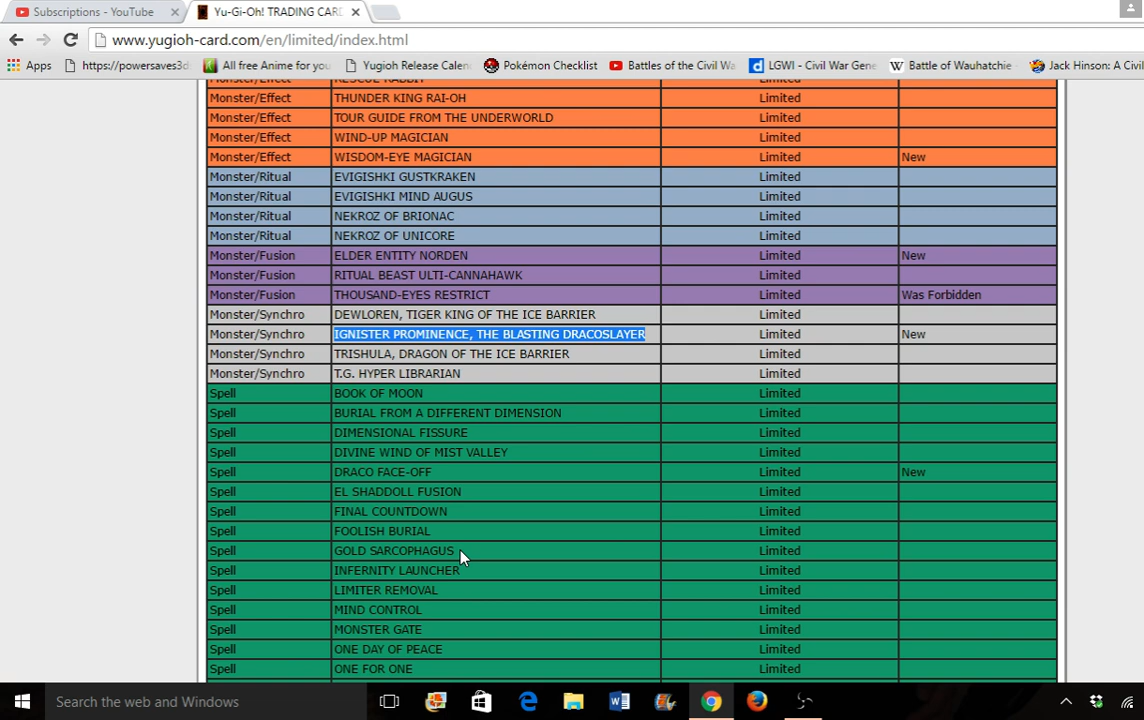 Subscriptions - YouTube
Yu-Gi-Oh! TRADING CARD
www.yugioh-card.com/en/limited/index.html
Apps https://powersaves3d All free Anime for you Yugioh Release Calen Pokémon Checklist Battles of the Civil Wa LGWI - Civil War Gene Battle of Wauhatchie Jack Hinson: A Civil
Monster/Effect RESCUE RABBIT Limited
Monster/Effect THUNDER KING RAI-OH Limited
Monster/Effect TOUR GUIDE FROM THE UNDERWORLD Limited
Monster/Effect WIND-UP MAGICIAN Limited
Monster/Effect WISDOM-EYE MAGICIAN Limited New
Monster/Ritual EVIGISHKI GUSTKRAKEN Limited
Monster/Ritual EVIGISHKI MIND AUGUS Limited
Monster/Ritual NEKROZ OF BRIONAC Limited
Monster/Ritual NEKROZ OF UNICORE Limited
Monster/Fusion ELDER ENTITY NORDEN Limited New
Monster/Fusion RITUAL BEAST ULTI-CANNAHAWK Limited
Monster/Fusion THOUSAND-EYES RESTRICT Limited Was Forbidden
Monster/Synchro DEWLOREN, TIGER KING OF THE ICE BARRIER Limited
Monster/Synchro IGNISTER PROMINENCE, THE BLASTING DRACOSLAYER Limited New
Monster/Synchro TRISHULA, DRAGON OF THE ICE BARRIER Limited
Monster/Synchro T.G. HYPER LIBRARIAN Limited
Spell BOOK OF MOON Limited
Spell BURIAL FROM A DIFFERENT DIMENSION Limited
Spell DIMENSIONAL FISSURE Limited
Spell DIVINE WIND OF MIST VALLEY Limited
Spell DRACO FACE-OFF Limited New
Spell EL SHADDOLL FUSION Limited
Spell FINAL COUNTDOWN Limited
Spell FOOLISH BURIAL Limited
Spell GOLD SARCOPHAGUS Limited
Spell INFERNITY LAUNCHER Limited
Spell LIMITER REMOVAL Limited
Spell MIND CONTROL Limited
Spell MONSTER GATE Limited
Spell ONE DAY OF PEACE Limited
Spell ONE FOR ONE Limited
Search the web and Windows